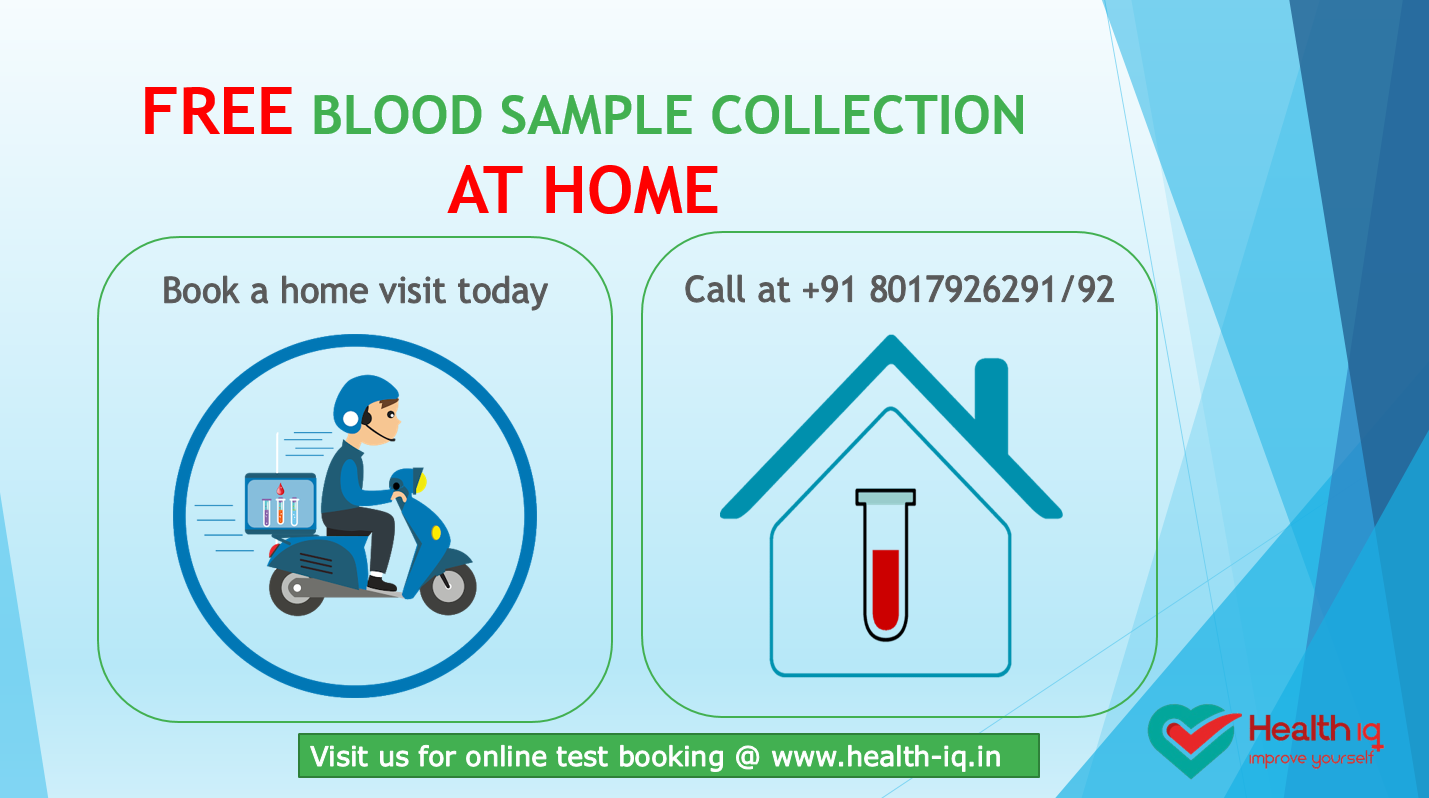 FREE BLOOD SAMPLE COLLECTION
AT HOME
Book a home visit today
Call at +91 8017926291/92
Visit us for online test booking @ www.health-iq.in
Health iq
improve yourself